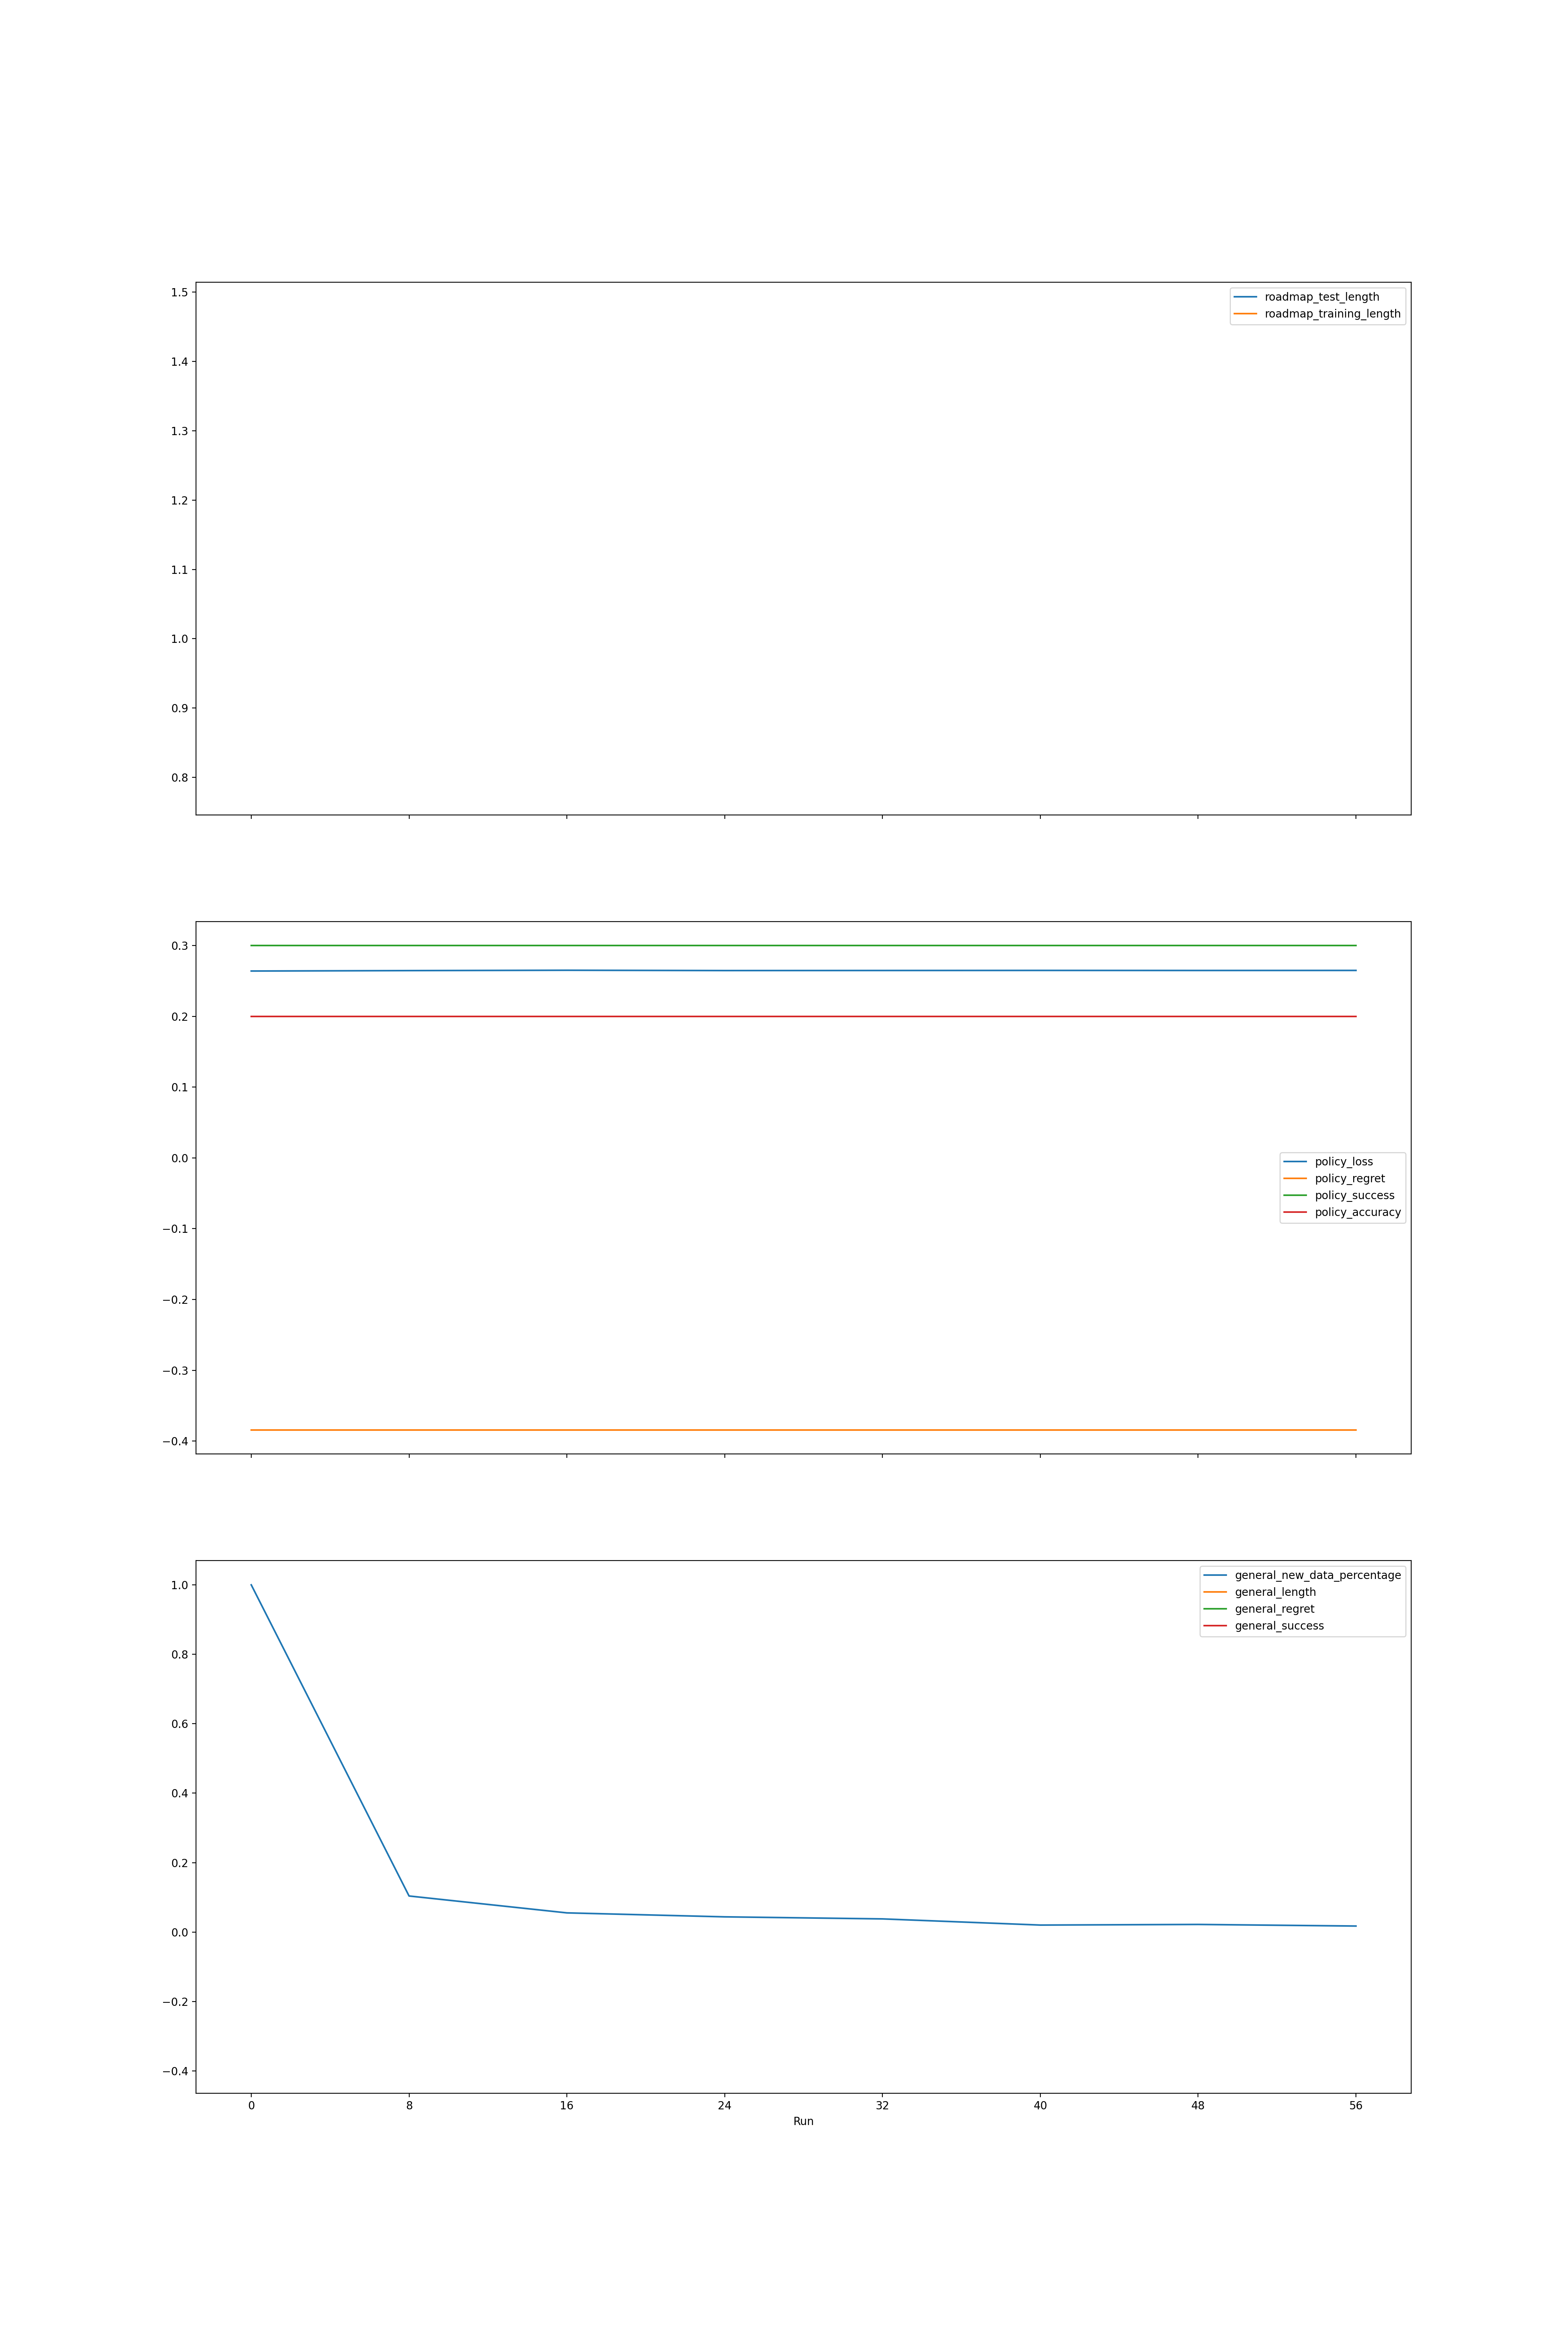 1.5
1.4
1.3
1.2
1.1
1.0
0.9
0.8
roadmap_test_length
roadmap_training_length
0.3
0.2
0.1
0.0
−0.1
−0.2
−0.3
−0.4
policy_loss
policy_regret
policy_success
policy_accuracy
1.0
0.8
0.6
0.4
0.2
0.0
−0.2
−0.4
general_new_data_percentage
general_length
general_regret
general_success
0 8 16 24 32 40 48 56
Run